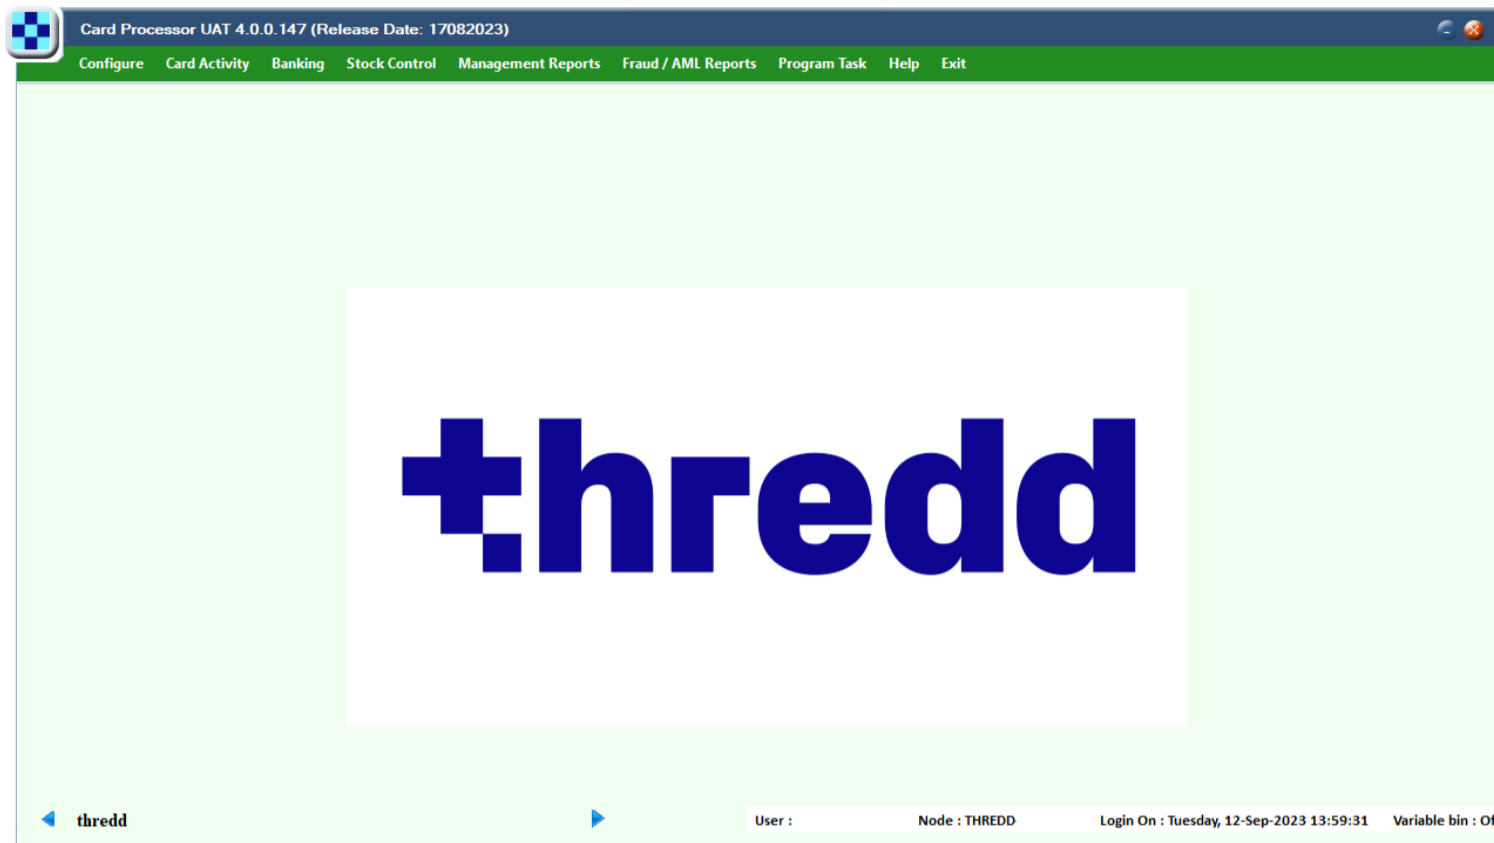 Card Processor UAT 4.0.0.147 (Release Date: 17082023)
Configure Card Activity Banking Stock Control Management Reports Fraud / AML Reports Program Task Help Exit
thredd
thredd User : Node : THREDD Login On : Tuesday, 12-Sep-2023 13:59:31 Variable bin :